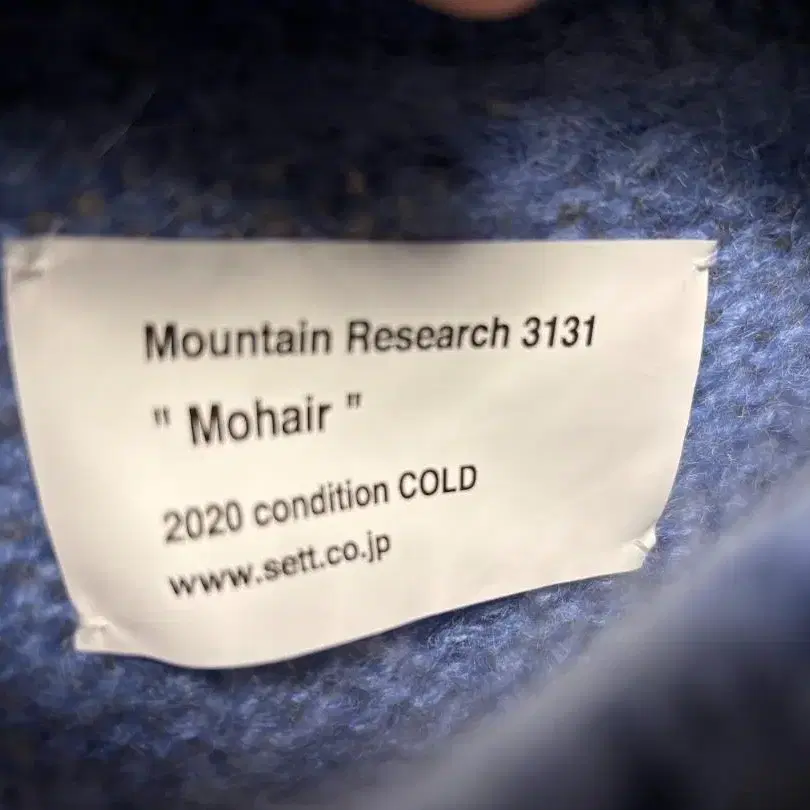 Mountain Research 3131
" Mohair "
2020 condition COLD
www.sett.co.jp